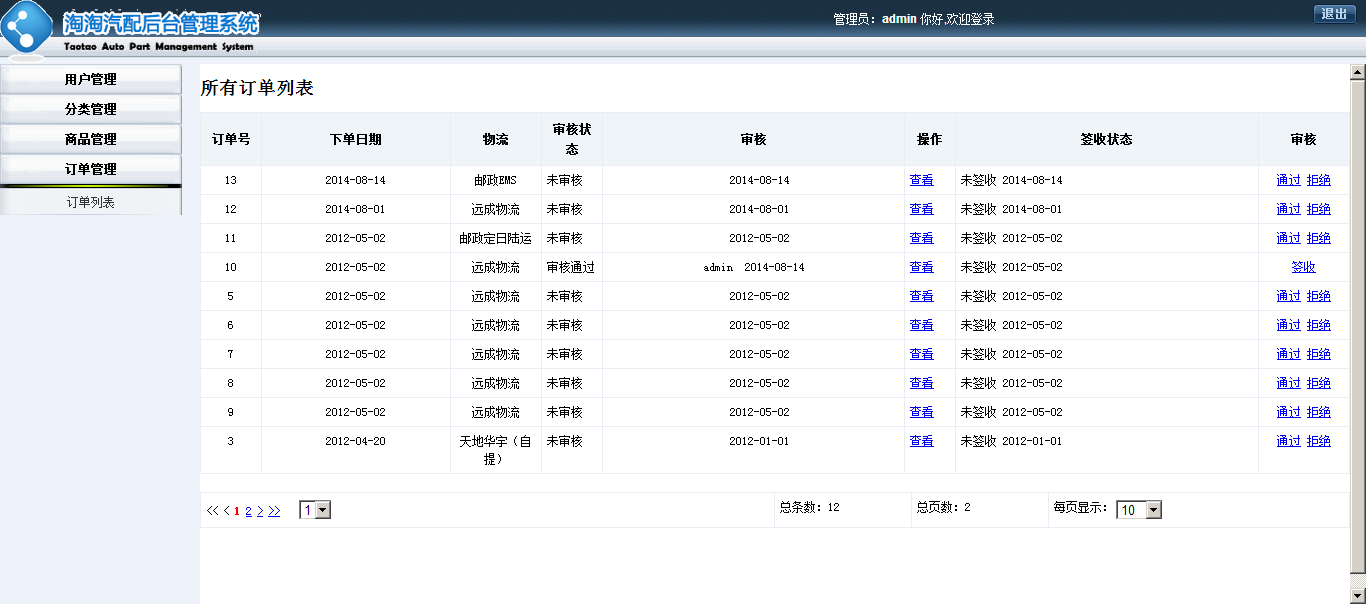 淘淘汽配后台管理系统
Taotao Auto Part Management System
管理员：admin 你好,欢迎登录
退出
用户管理
分类管理
商品管理
订单管理
订单列表
所有订单列表
订单号 下单日期 物流 审核状态 审核 操作 签收状态 审核
13 2014-08-14 邮政EMS 未审核 2014-08-14 查看 未签收 2014-08-14 通过 拒绝
12 2014-08-01 远成物流 未审核 2014-08-01 查看 未签收 2014-08-01 通过 拒绝
11 2012-05-02 邮政定日陆运 未审核 2012-05-02 查看 未签收 2012-05-02 通过 拒绝
10 2012-05-02 远成物流 审核通过 admin 2014-08-14 查看 未签收 2012-05-02 签收
5 2012-05-02 远成物流 未审核 2012-05-02 查看 未签收 2012-05-02 通过 拒绝
6 2012-05-02 远成物流 未审核 2012-05-02 查看 未签收 2012-05-02 通过 拒绝
7 2012-05-02 远成物流 未审核 2012-05-02 查看 未签收 2012-05-02 通过 拒绝
8 2012-05-02 远成物流 未审核 2012-05-02 查看 未签收 2012-05-02 通过 拒绝
9 2012-05-02 远成物流 未审核 2012-05-02 查看 未签收 2012-05-02 通过 拒绝
3 2012-04-20 天地华宇（自提） 未审核 2012-01-01 查看 未签收 2012-01-01 通过 拒绝
<< < 1 2 > >> 1 总条数：12 总页数：2 每页显示： 10